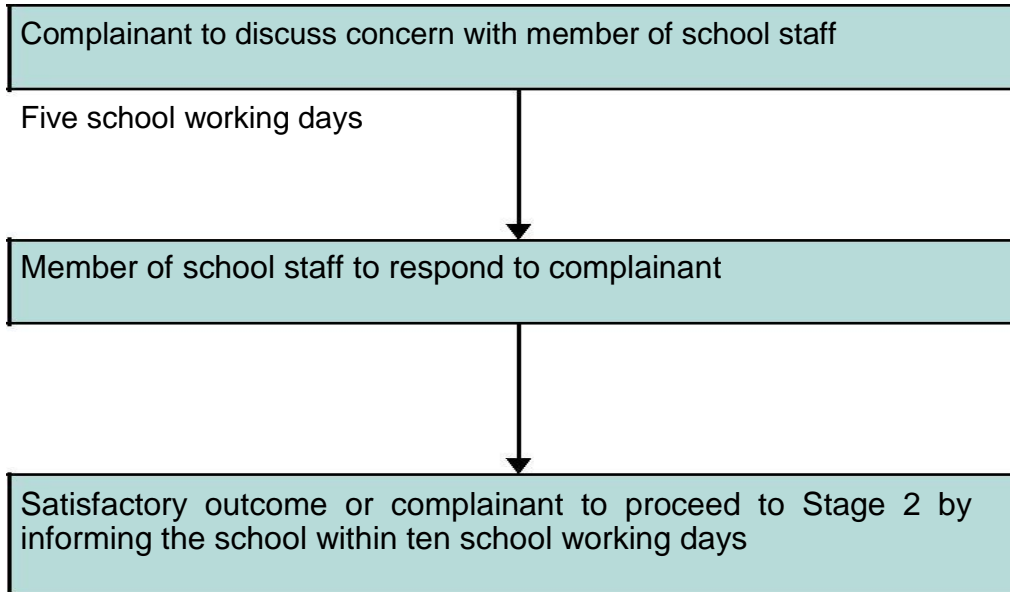 Complainant to discuss concern with member of school staff
Five school working days
Member of school staff to respond to complainant
Satisfactory outcome or complainant to proceed to Stage 2 by
informing the school within ten school working days